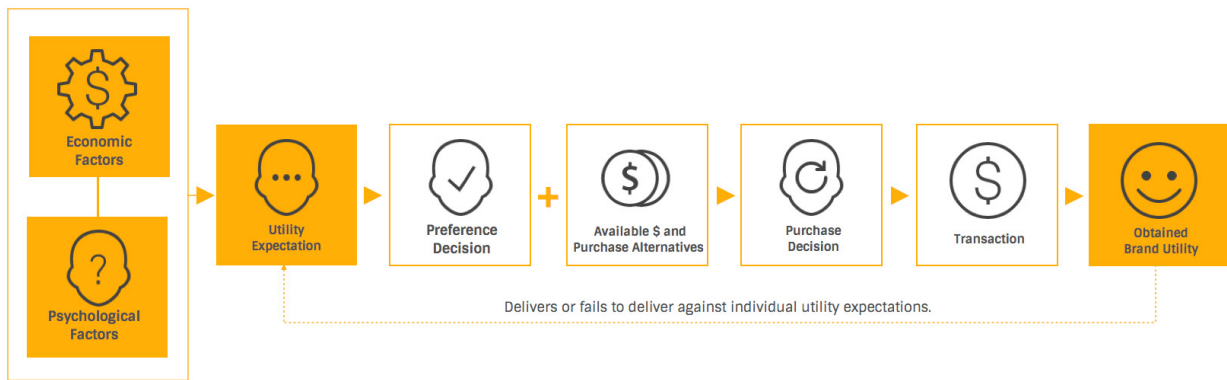 $
Economic
Factors
?
Psychological
Factors
Utility
Expectation
Preference
Decision
+
$
Available $ and
Purchase Alternatives
Purchase
Decision
$
Transaction
Obtained
Brand Utility
Delivers or fails to deliver against individual utility expectations.